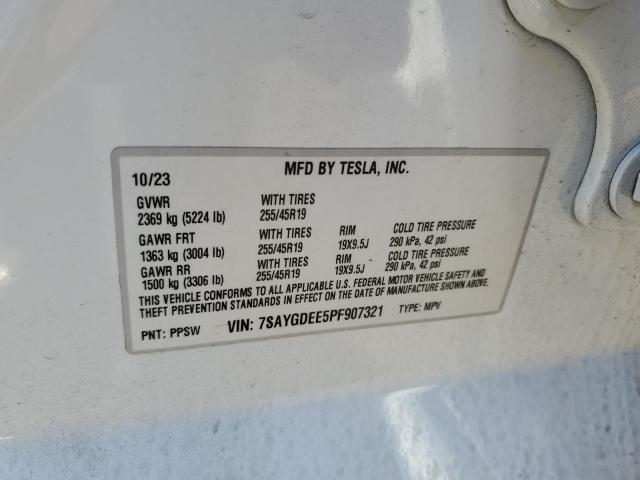 MFD BY TESLA, INC.
10/23
GVWR WITH TIRES
2369 kg (5224 lb) 255/45R19
GAWR FRT WITH TIRES RIM COLD TIRE PRESSURE
1363 kg (3004 lb) 255/45R19 19X9.5J 290 kPa, 42 psi
GAWR RR WITH TIRES RIM COLD TIRE PRESSURE
1500 kg (3306 lb) 255/45R19 19X9.5J 290 kPa, 42 psi
THIS VEHICLE CONFORMS TO ALL APPLICABLE U.S. FEDERAL MOTOR VEHICLE SAFETY AND
THEFT PREVENTION STANDARDS IN EFFECT ON THE DATE OF MANUFACTURE SHOWN ABOVE.
PNT: PPSW VIN: 7SAYGDEE5PF907321 TYPE: MPV